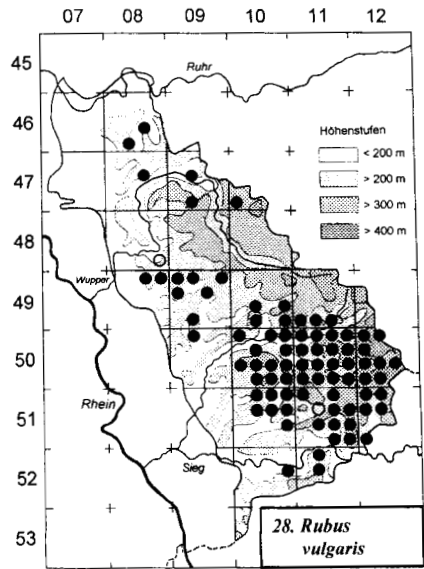 07 08 09 10 11 12
45
46
47
48
49
50
51
52
53
Ruhr
Höhenstufen
< 200 m
> 200 m
> 300 m
> 400 m
Wupper
Rhein
Sieg
28. Rubus
vulgaris